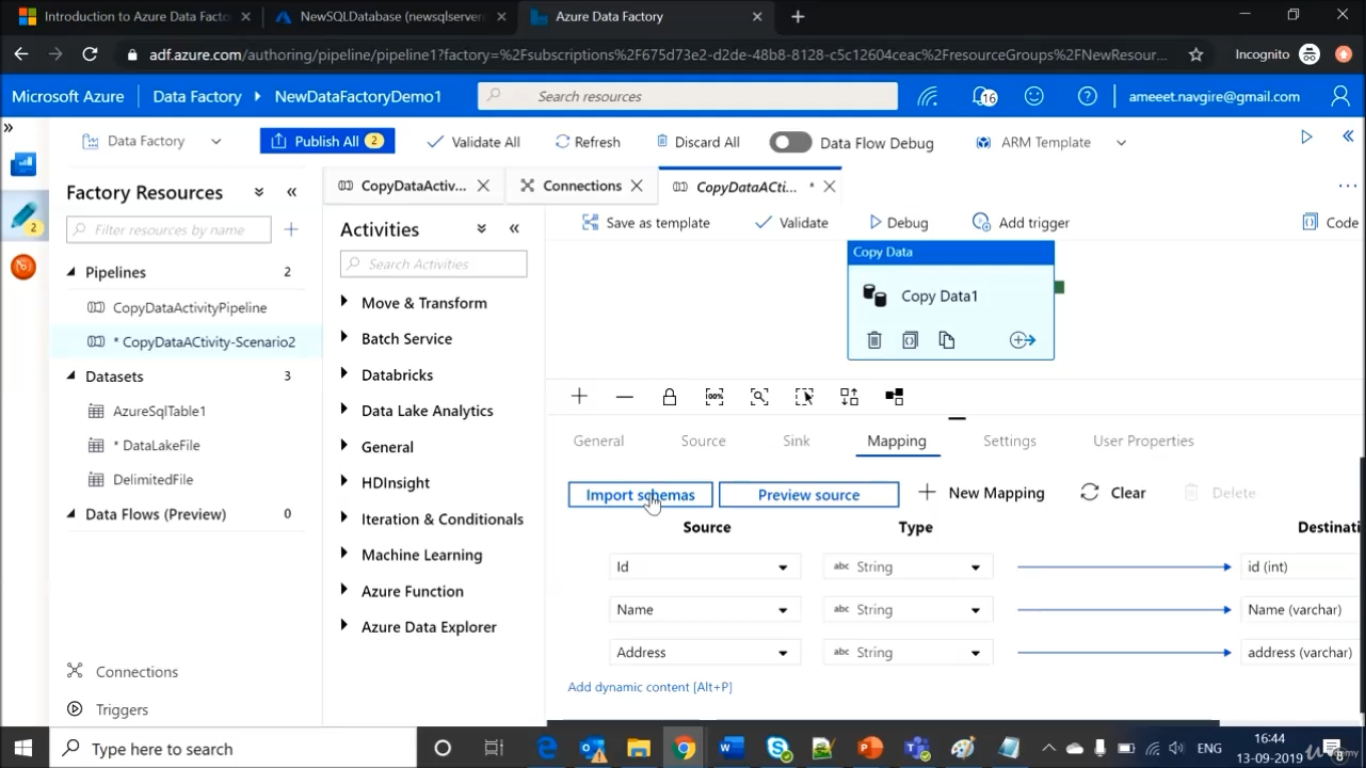 Introduction to Azure Data Facto
NewSQLDatabase (newsqlserver
Azure Data Factory
adf.azure.com/authoring/pipeline/pipeline1?factory=%2Fsubscriptions%2F675d73e2-d2de-48b8-8128-c5c12604ceac%2FresourceGroups%2FNewResour...
Incognito
Microsoft Azure
Data Factory
NewDataFactoryDemo1
Search resources
16
ameeet.navgire@gmail.com
Data Factory
Publish All 2
Validate All
Refresh
Discard All
Data Flow Debug
ARM Template
Factory Resources
CopyDataActiv...
Connections
CopyDataACti... *
2
Filter resources by name
Activities
Save as template
Validate
Debug
Add trigger
Code
Search Activities
Copy Data
Copy Data1
Pipelines 2
CopyDataActivityPipeline
* CopyDataACtivity-Scenario2
Datasets 3
AzureSqlTable1
* DataLakeFile
DelimitedFile
Data Flows (Preview) 0
Connections
Triggers
Move & Transform
Batch Service
Databricks
Data Lake Analytics
General
HDInsight
Iteration & Conditionals
Machine Learning
Azure Function
Azure Data Explorer
100%
General
Source
Sink
Mapping
Settings
User Properties
Import schemas
Preview source
New Mapping
Clear
Delete
Source
Type
Destinati
Id
abc String
id (int)
Name
abc String
Name (varchar)
Address
abc String
address (varchar)
Add dynamic content [Alt+P]
Type here to search
ENG
16:44
13-09-2019
8